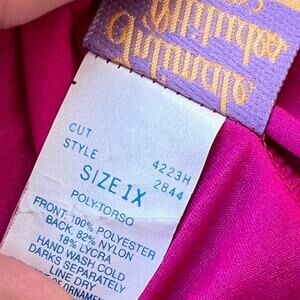 Intimates
CUT 4223H
STYLE 2844
SIZE 1X
POLY-TORSO
FRONT: 100% POLYESTER
BACK: 82% NYLON
18% LYCRA
HAND WASH COLD
DARKS SEPARATELY
LINE DRY